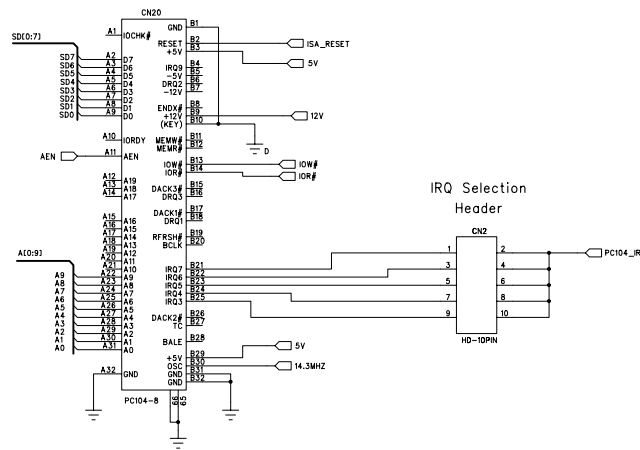 CN20
SD[0:7]
A1 IOCHK#
GND B1
RESET B2 ISA_RESET
+5V B3 5V
SD7 A2 D7
SD6 A3 D6
SD5 A4 D5
SD4 A5 D4
SD3 A6 D3
SD2 A7 D2
SD1 A8 D1
SD0 A9 D0
IRQ9 B4
-5V B5
DRQ2 B6
-12V B7
ENDX# B8
+12V B9 12V
(KEY) B10
D
A10 IORDY
MEMW# B11
MEMR# B12
AEN A11 AEN
IOW# B13 IOW#
IOR# B14 IOR#
A12 A19
A13 A18
A14 A17
DACK3# B15
DRQ3 B16
DACK1# B17
DRQ1 B18
A15 A16
A16 A15
A17 A14
A18 A13
A19 A12
A20 A11
A21 A10
RFRSH# B19
BCLK B20
A[0:9]
A9 A22 A9
A8 A23 A8
A7 A24 A7
A6 A25 A6
A5 A26 A5
A4 A27 A4
A3 A28 A3
A2 A29 A2
A1 A30 A1
A0 A31 A0
IRQ7 B21
IRQ6 B22
IRQ5 B23
IRQ4 B24
IRQ3 B25
DACK2# B26
TC B27
BALE B28
+5V B29 5V
OSC B30 14.3MHZ
GND B31
GND B32
A32 GND
PC104-8
66
65
IRQ Selection
Header
CN2
1 2
3 4
5 6
7 8
9 10
HD-10PIN
PC104_IR